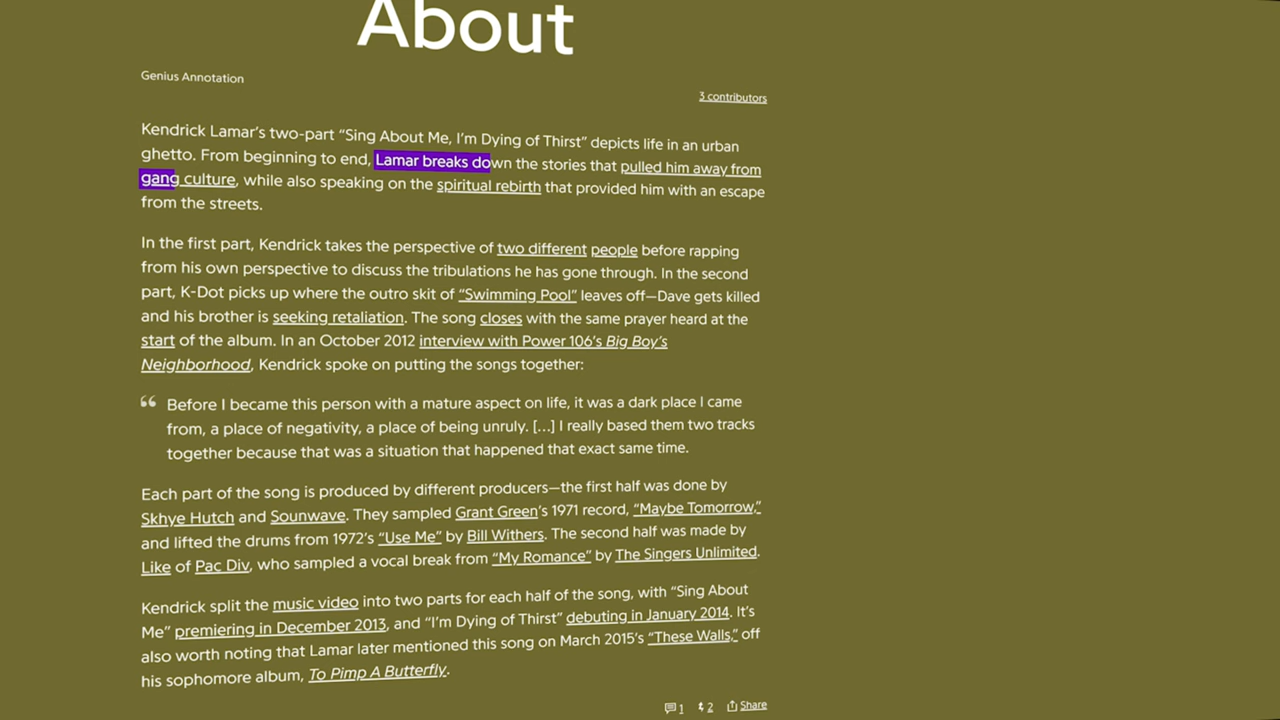 About
Genius Annotation
3 contributors
Kendrick Lamar's two-part “Sing About Me, I'm Dying of Thirst” depicts life in an urban
ghetto. From beginning to end, Lamar breaks down the stories that pulled him away from
gang culture, while also speaking on the spiritual rebirth that provided him with an escape
from the streets.
In the first part, Kendrick takes the perspective of two different people before rapping
from his own perspective to discuss the tribulations he has gone through. In the second
part, K-Dot picks up where the outro skit of “Swimming Pool” leaves off—Dave gets killed
and his brother is seeking retaliation. The song closes with the same prayer heard at the
start of the album. In an October 2012 interview with Power 106's Big Boy's
Neighborhood, Kendrick spoke on putting the songs together:
“ Before I became this person with a mature aspect on life, it was a dark place I came
from, a place of negativity, a place of being unruly. […] I really based them two tracks
together because that was a situation that happened that exact same time.
Each part of the song is produced by different producers—the first half was done by
Skhye Hutch and Sounwave. They sampled Grant Green's 1971 record, “Maybe Tomorrow,”
and lifted the drums from 1972's “Use Me” by Bill Withers. The second half was made by
Like of Pac Div, who sampled a vocal break from “My Romance” by The Singers Unlimited.
Kendrick split the music video into two parts for each half of the song, with “Sing About
Me” premiering in December 2013, and “I'm Dying of Thirst” debuting in January 2014. It's
also worth noting that Lamar later mentioned this song on March 2015's “These Walls,” off
his sophomore album, To Pimp A Butterfly.
1 2 Share